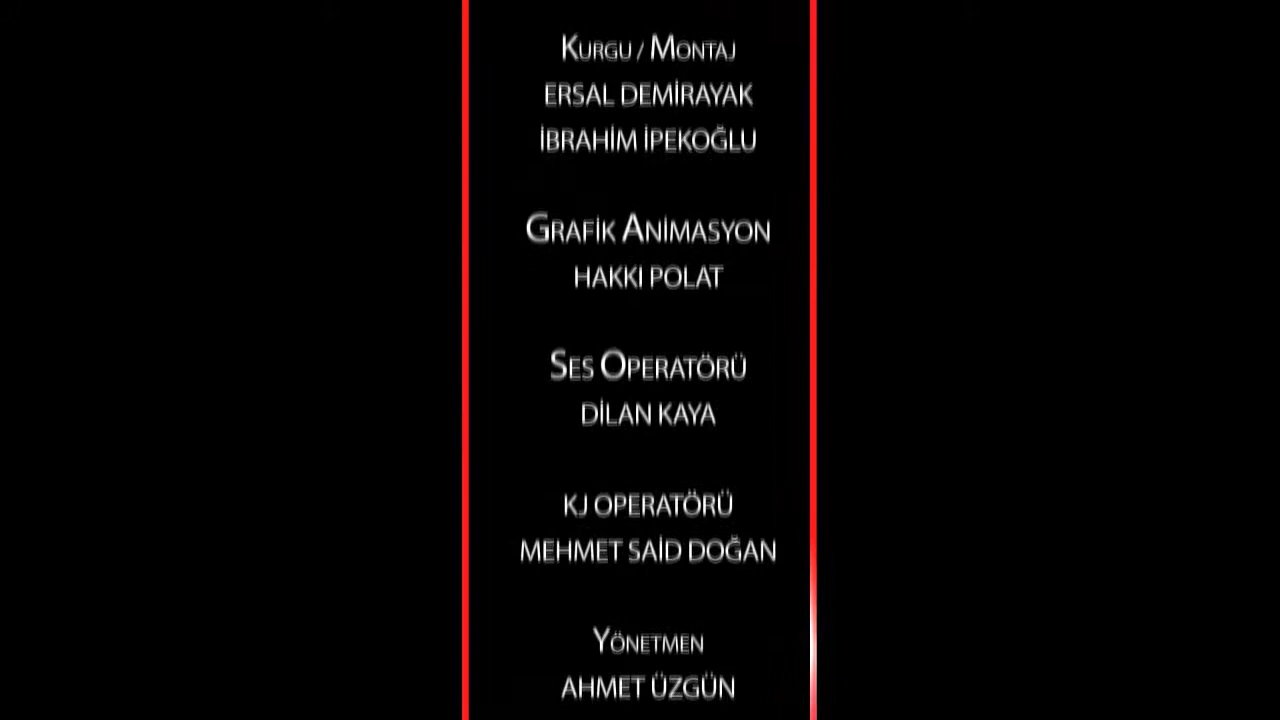 Kurgu / Montaj
ERSAL DEMİRAYAK
İBRAHİM İPEKOĞLU
Grafik Animasyon
HAKKI POLAT
Ses Operatörü
DİLAN KAYA
KJ OPERATÖRÜ
MEHMET SAİD DOĞAN
Yönetmen
AHMET ÜZGÜN